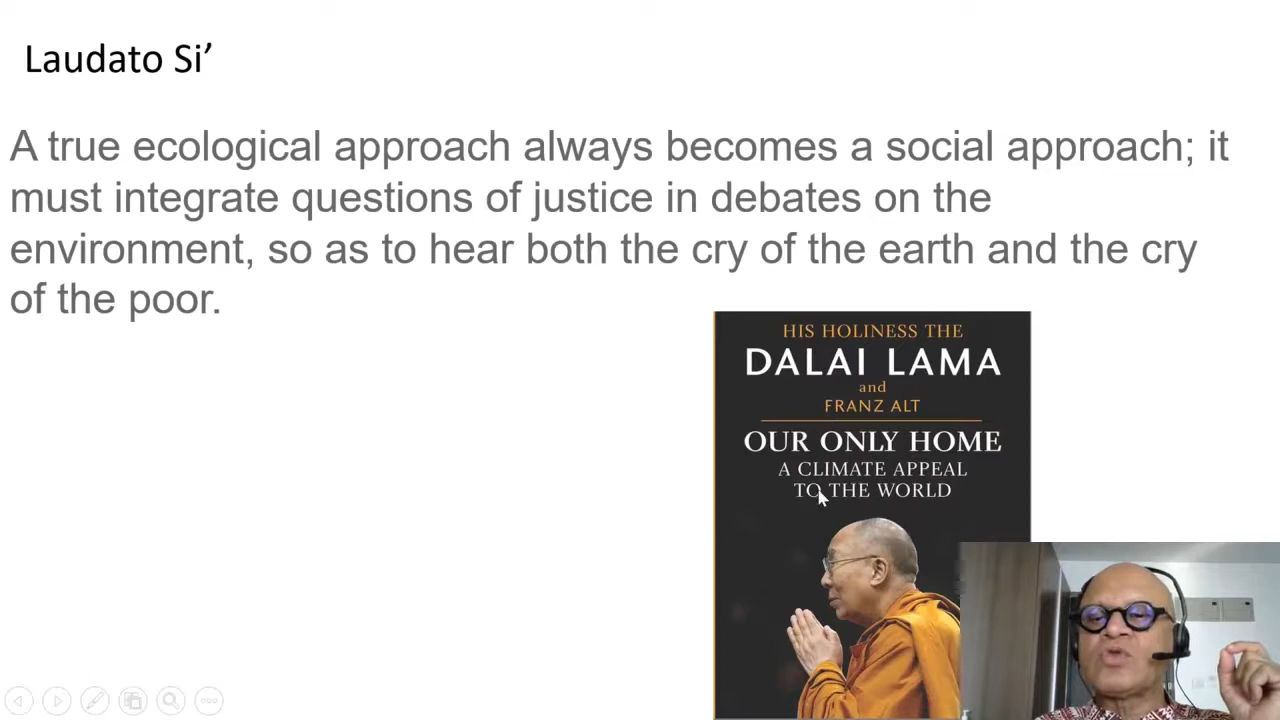 Laudato Si’
A true ecological approach always becomes a social approach; it
must integrate questions of justice in debates on the
environment, so as to hear both the cry of the earth and the cry
of the poor.
HIS HOLINESS THE
DALAI LAMA
and
FRANZ ALT
OUR ONLY HOME
A CLIMATE APPEAL
TO THE WORLD